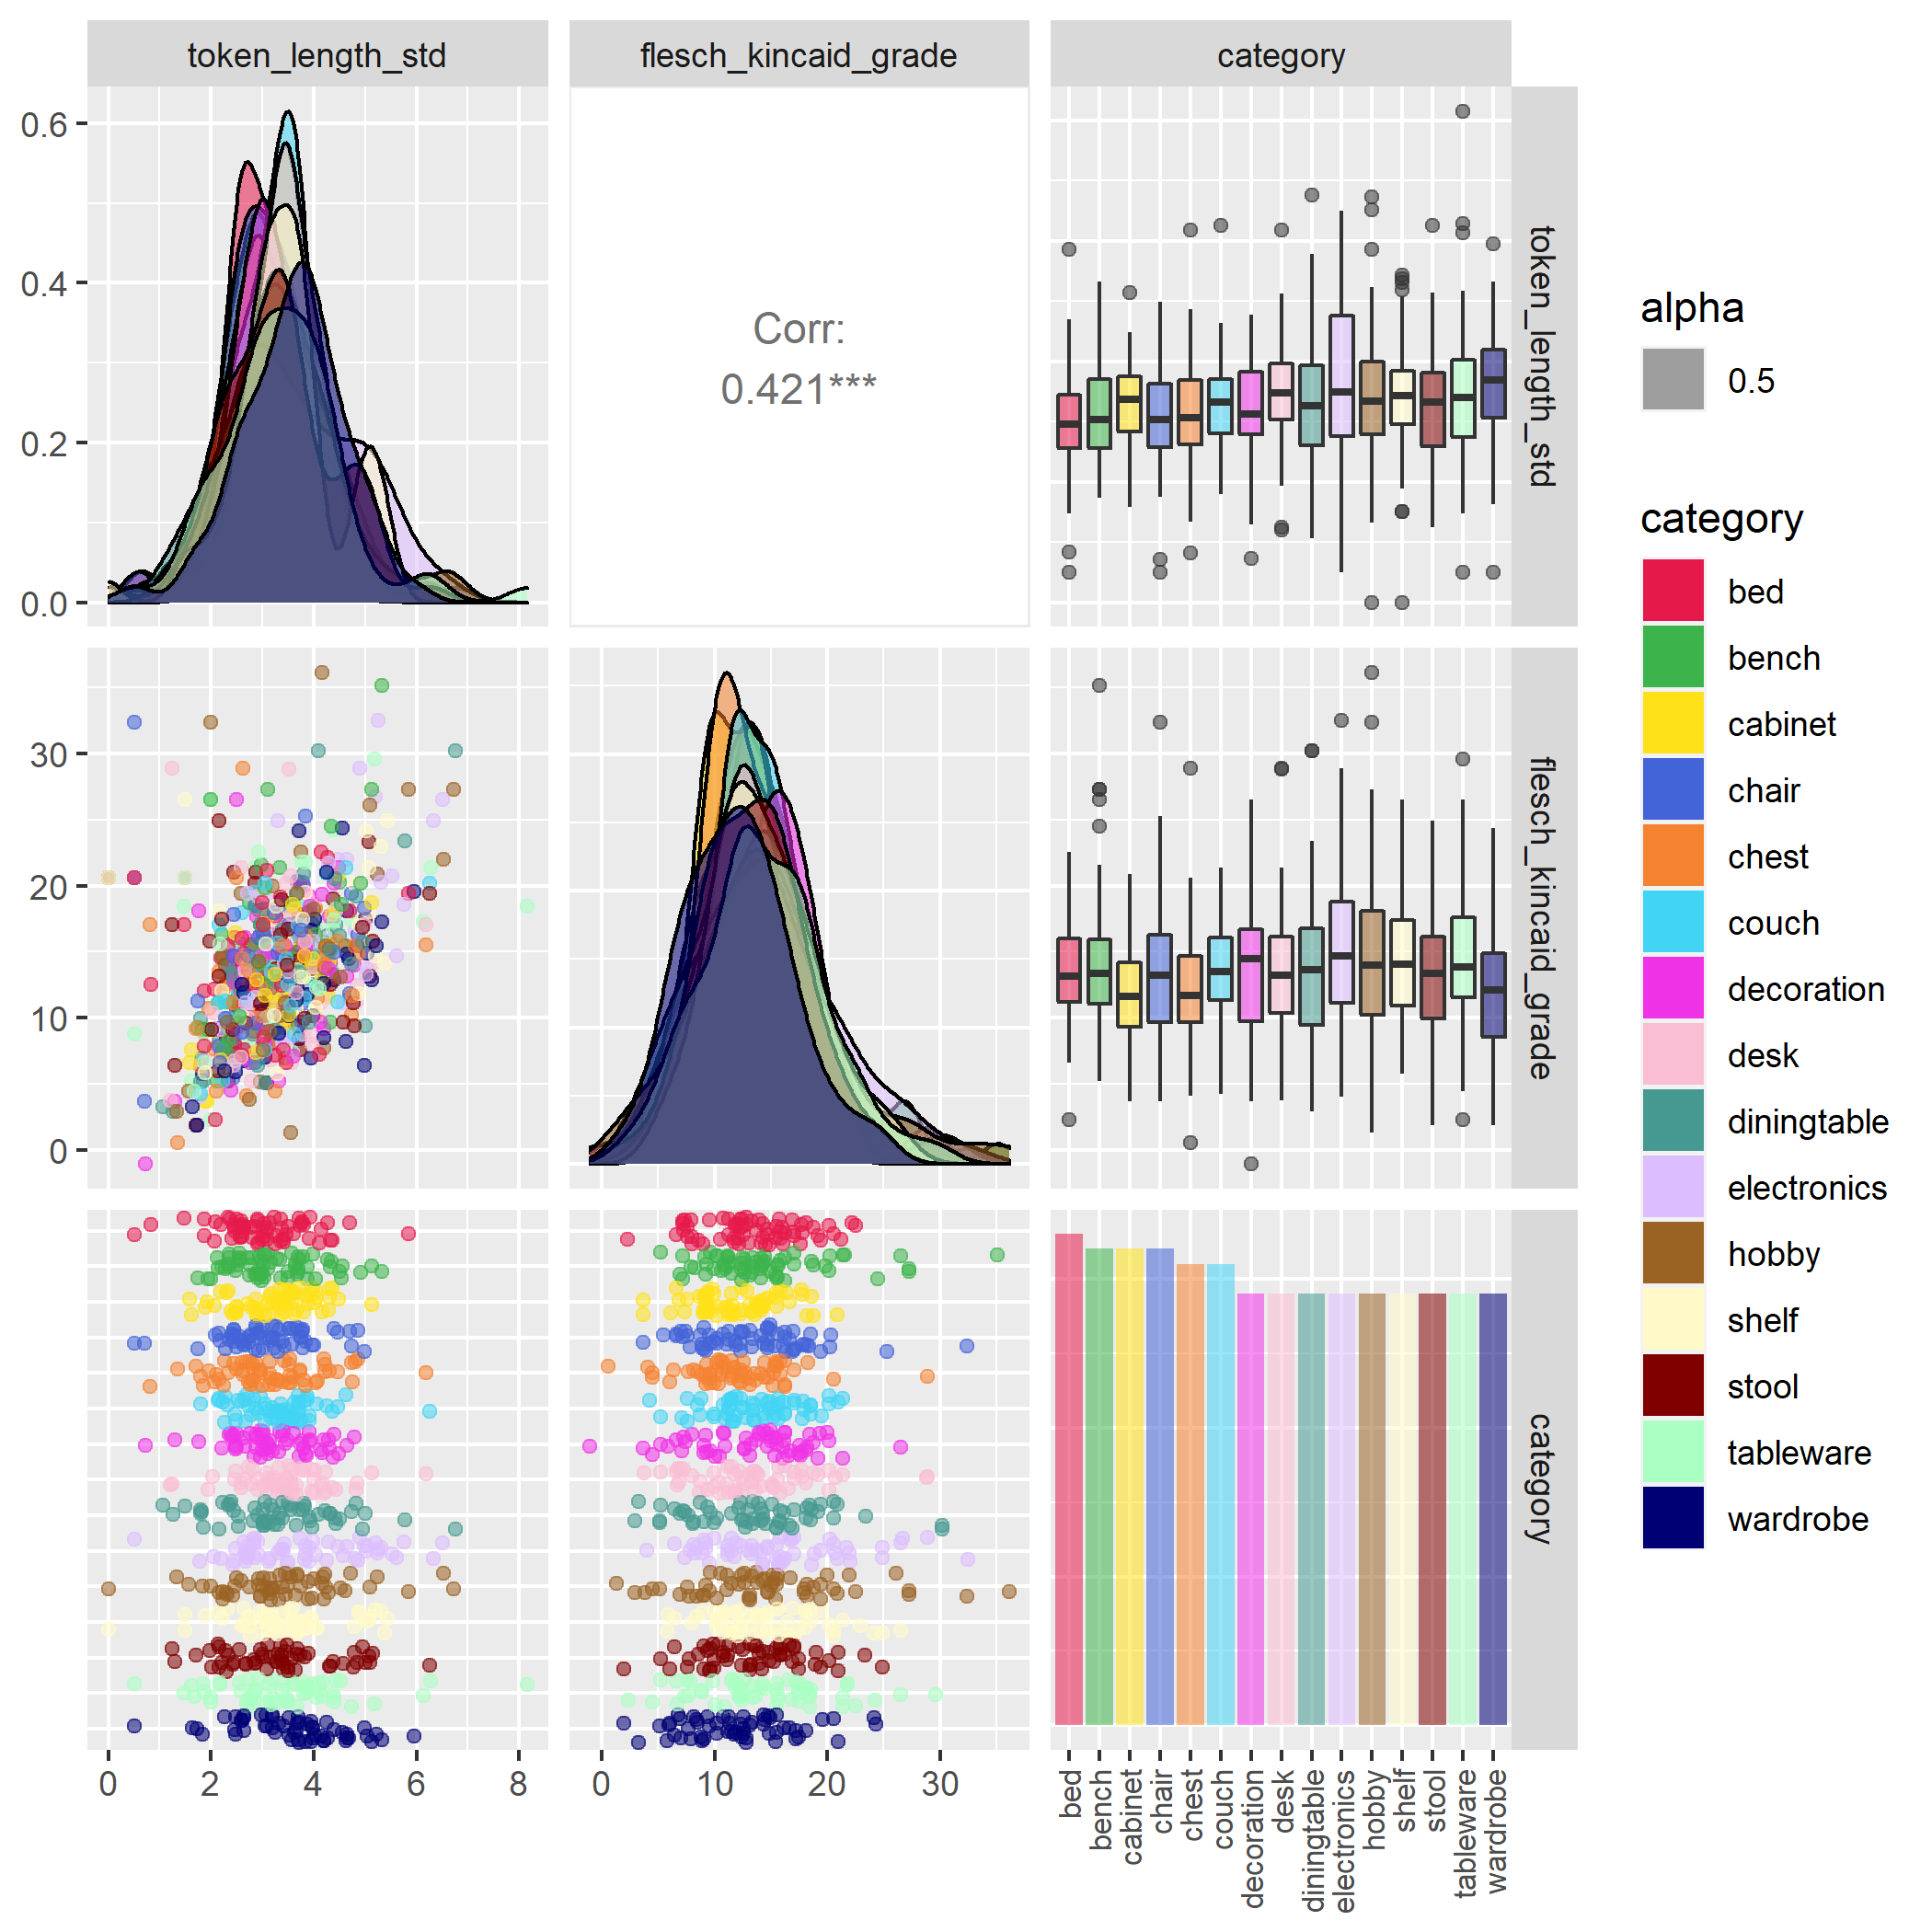 token_length_std
flesch_kincaid_grade
category
0.6
0.4
0.2
0.0
Corr:
0.421***
token_length_std
30
20
10
0
flesch_kincaid_grade
category
0
2
4
6
8
0
10
20
30
bed
bench
cabinet
chair
chest
couch
decoration
desk
diningtable
electronics
hobby
shelf
stool
tableware
wardrobe
alpha
0.5
category
bed
bench
cabinet
chair
chest
couch
decoration
desk
diningtable
electronics
hobby
shelf
stool
tableware
wardrobe